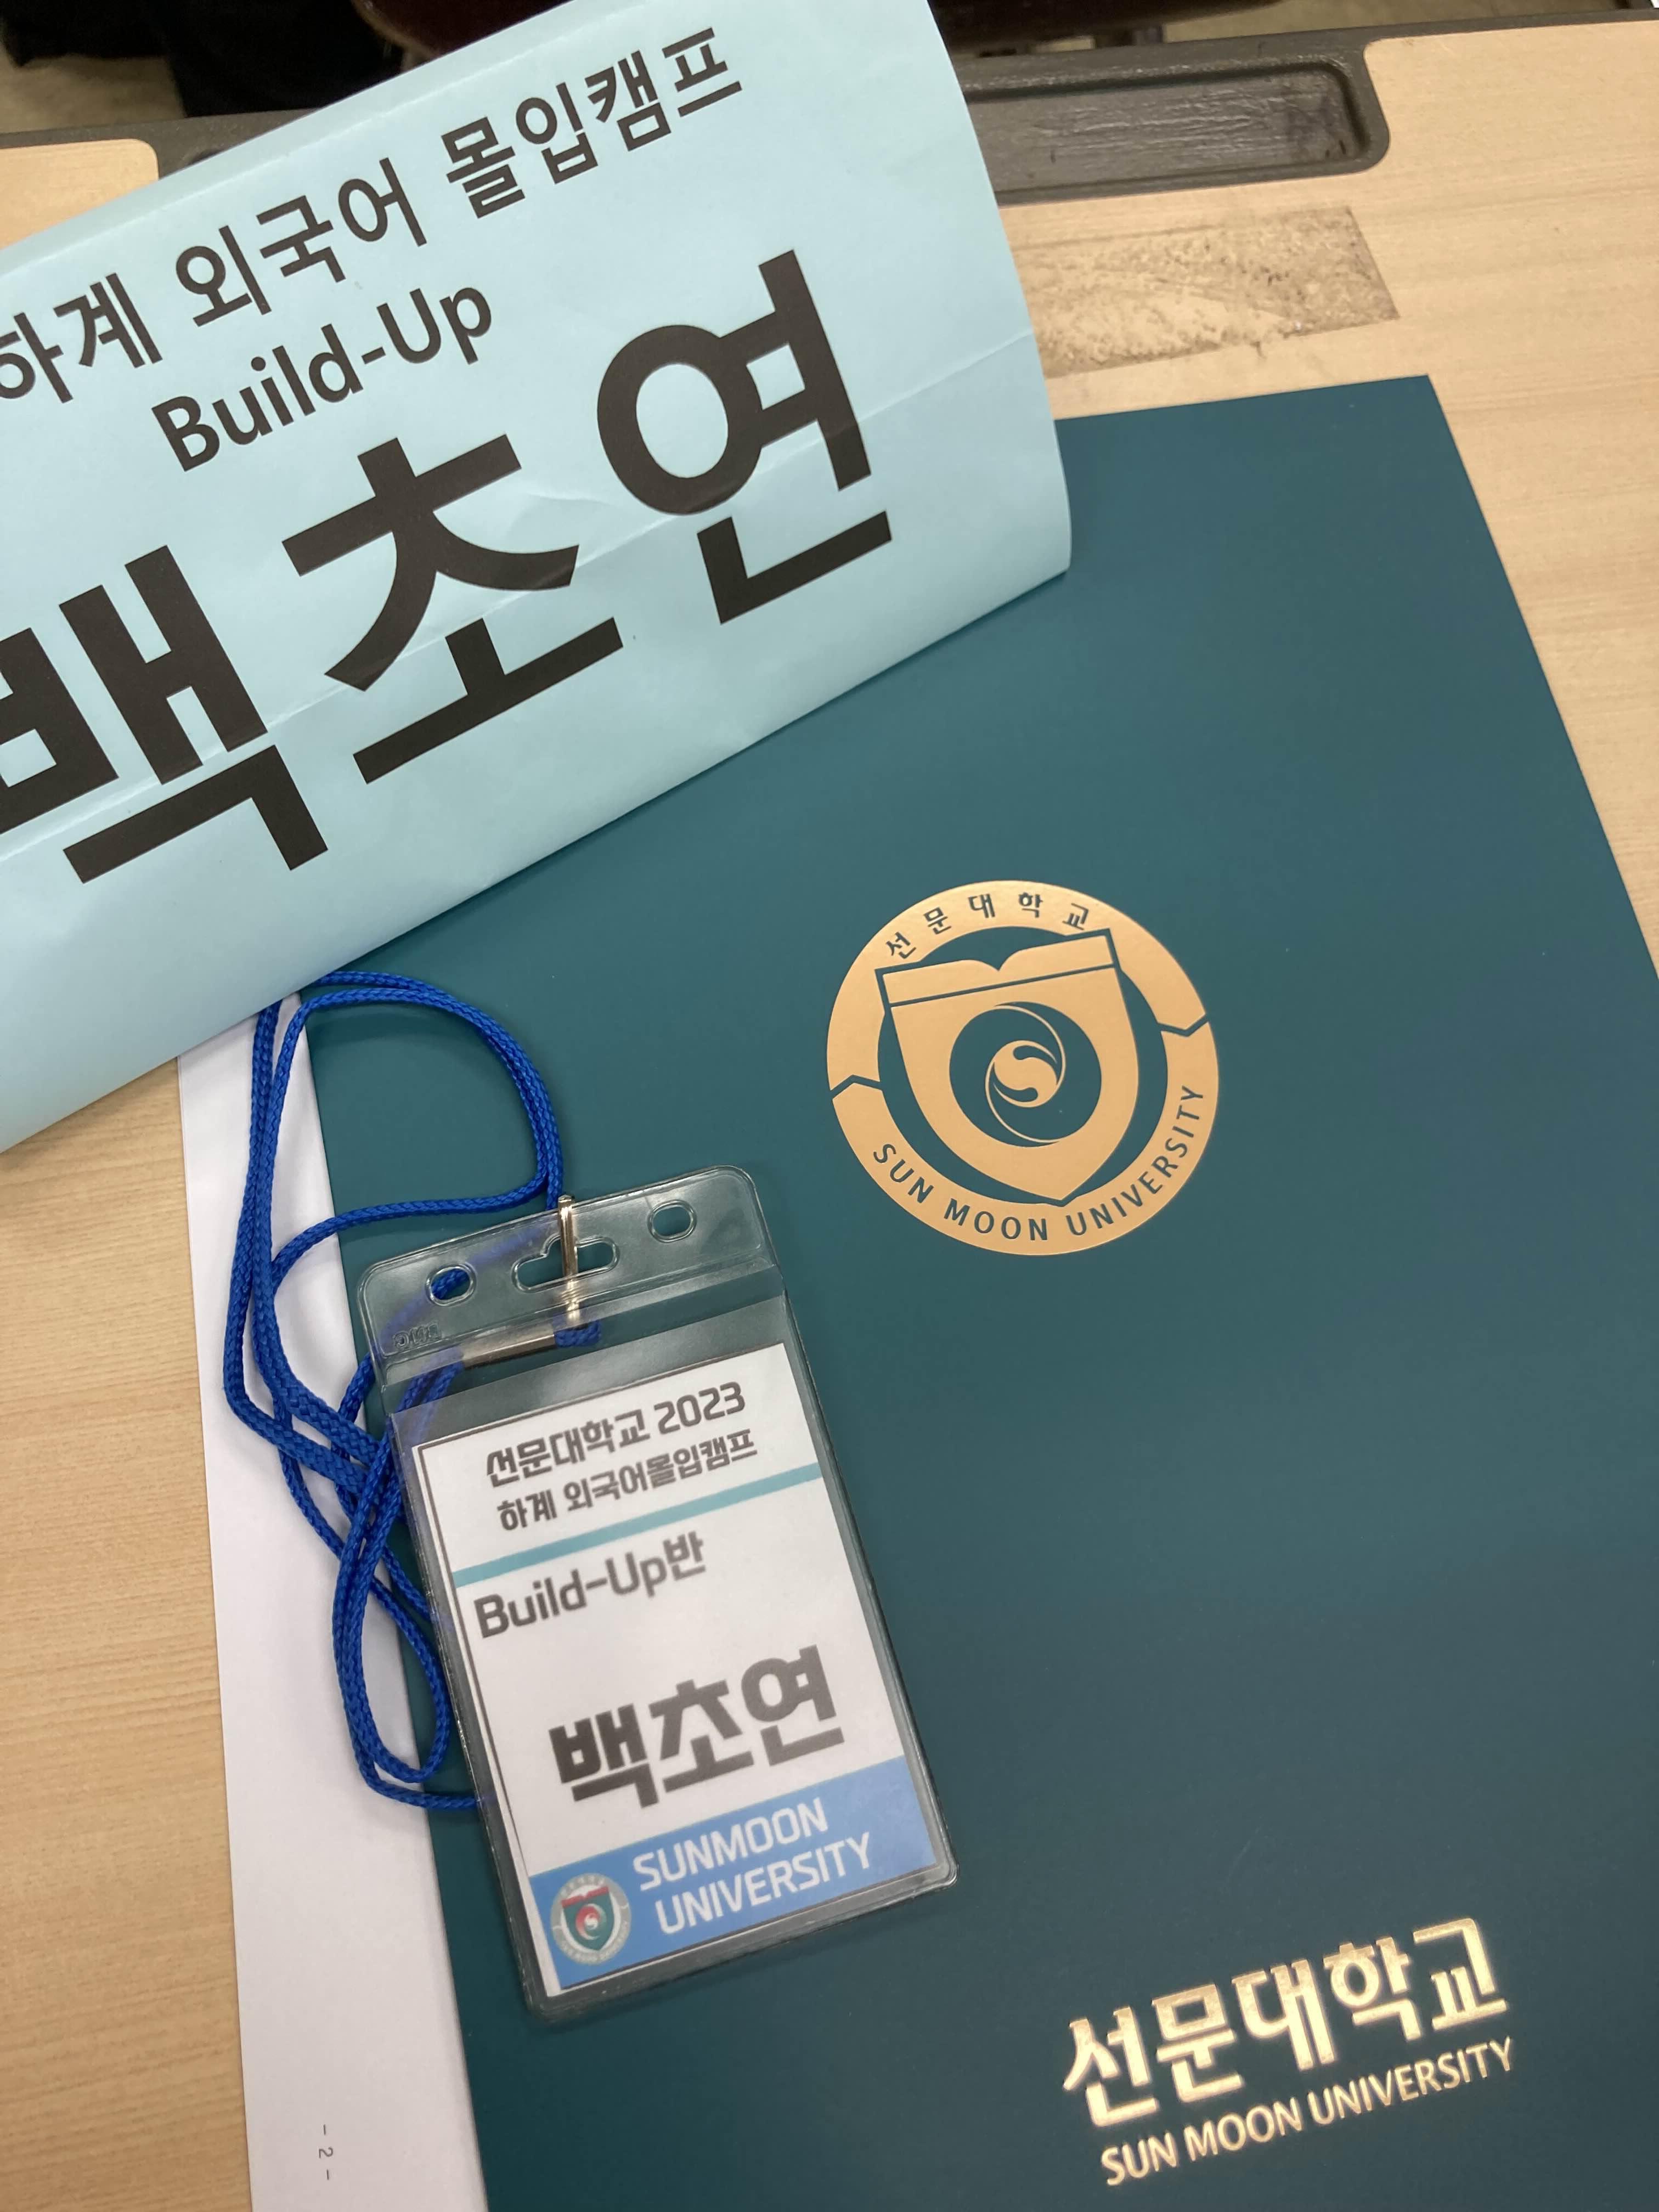 하계 외국어 몰입캠프
Build-Up
백초연
선문대학교
SUN MOON UNIVERSITY
선문대학교 2023
하계 외국어몰입캠프
Build-Up반
백초연
SUNMOON
UNIVERSITY
선문대학교
SUN MOON UNIVERSITY
- 2 -